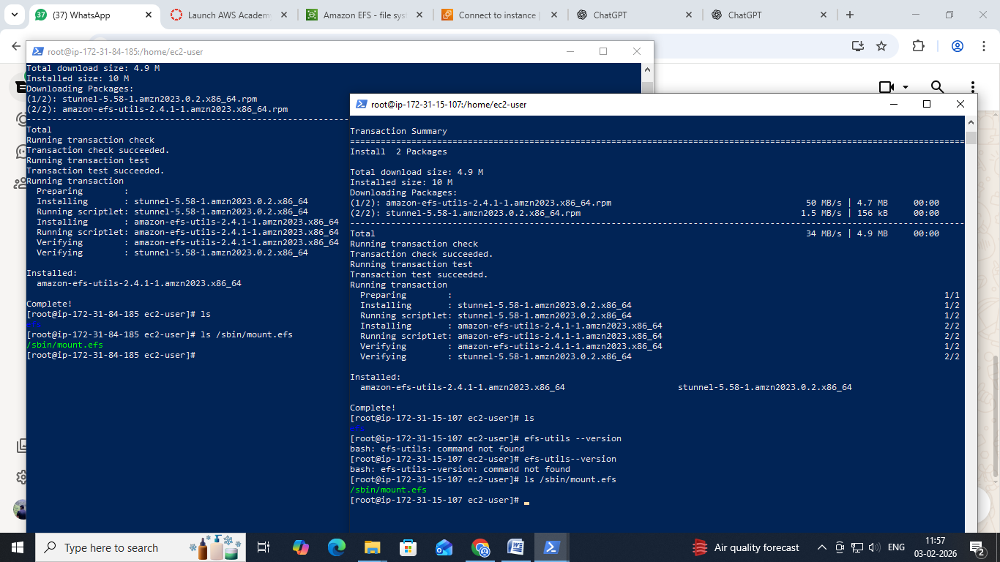 (37) WhatsApp
Launch AWS Academy
Amazon EFS - file sys
Connect to instance
ChatGPT
ChatGPT
root@ip-172-31-84-185:/home/ec2-user
Total download size: 4.9 M
Installed size: 10 M
Downloading Packages:
(1/2): stunnel-5.58-1.amzn2023.0.2.x86_64.rpm
(2/2): amazon-efs-utils-2.4.1-1.amzn2023.x86_64.rpm
--------------------------------------------------------------
Total
Running transaction check
Transaction check succeeded.
Running transaction test
Transaction test succeeded.
Running transaction
Preparing        :
Installing       : stunnel-5.58-1.amzn2023.0.2.x86_64
Running scriptlet: stunnel-5.58-1.amzn2023.0.2.x86_64
Installing       : amazon-efs-utils-2.4.1-1.amzn2023.x86_64
Running scriptlet: amazon-efs-utils-2.4.1-1.amzn2023.x86_64
Verifying        : amazon-efs-utils-2.4.1-1.amzn2023.x86_64
Verifying        : stunnel-5.58-1.amzn2023.0.2.x86_64
Installed:
amazon-efs-utils-2.4.1-1.amzn2023.x86_64
Complete!
[root@ip-172-31-84-185 ec2-user]# ls
efs
[root@ip-172-31-84-185 ec2-user]# ls /sbin/mount.efs
/sbin/mount.efs
[root@ip-172-31-84-185 ec2-user]#
root@ip-172-31-15-107:/home/ec2-user
Transaction Summary
================================================================================
Install  2 Packages
Total download size: 4.9 M
Installed size: 10 M
Downloading Packages:
(1/2): amazon-efs-utils-2.4.1-1.amzn2023.x86_64.rpm 50 MB/s | 4.7 MB 00:00
(2/2): stunnel-5.58-1.amzn2023.0.2.x86_64.rpm 1.5 MB/s | 156 kB 00:00
--------------------------------------------------------------------------------
Total 34 MB/s | 4.9 MB 00:00
Running transaction check
Transaction check succeeded.
Running transaction test
Transaction test succeeded.
Running transaction
Preparing        : 1/1
Installing       : stunnel-5.58-1.amzn2023.0.2.x86_64 1/2
Running scriptlet: stunnel-5.58-1.amzn2023.0.2.x86_64 1/2
Installing       : amazon-efs-utils-2.4.1-1.amzn2023.x86_64 2/2
Running scriptlet: amazon-efs-utils-2.4.1-1.amzn2023.x86_64 2/2
Verifying        : amazon-efs-utils-2.4.1-1.amzn2023.x86_64 1/2
Verifying        : stunnel-5.58-1.amzn2023.0.2.x86_64 2/2
Installed:
amazon-efs-utils-2.4.1-1.amzn2023.x86_64 stunnel-5.58-1.amzn2023.0.2.x86_64
Complete!
[root@ip-172-31-15-107 ec2-user]# ls
efs
[root@ip-172-31-15-107 ec2-user]# efs-utils --version
bash: efs-utils: command not found
[root@ip-172-31-15-107 ec2-user]# efs-utils--version
bash: efs-utils--version: command not found
[root@ip-172-31-15-107 ec2-user]# ls /sbin/mount.efs
/sbin/mount.efs
[root@ip-172-31-15-107 ec2-user]#
Type here to search
Air quality forecast
ENG
11:57
03-02-2026
2